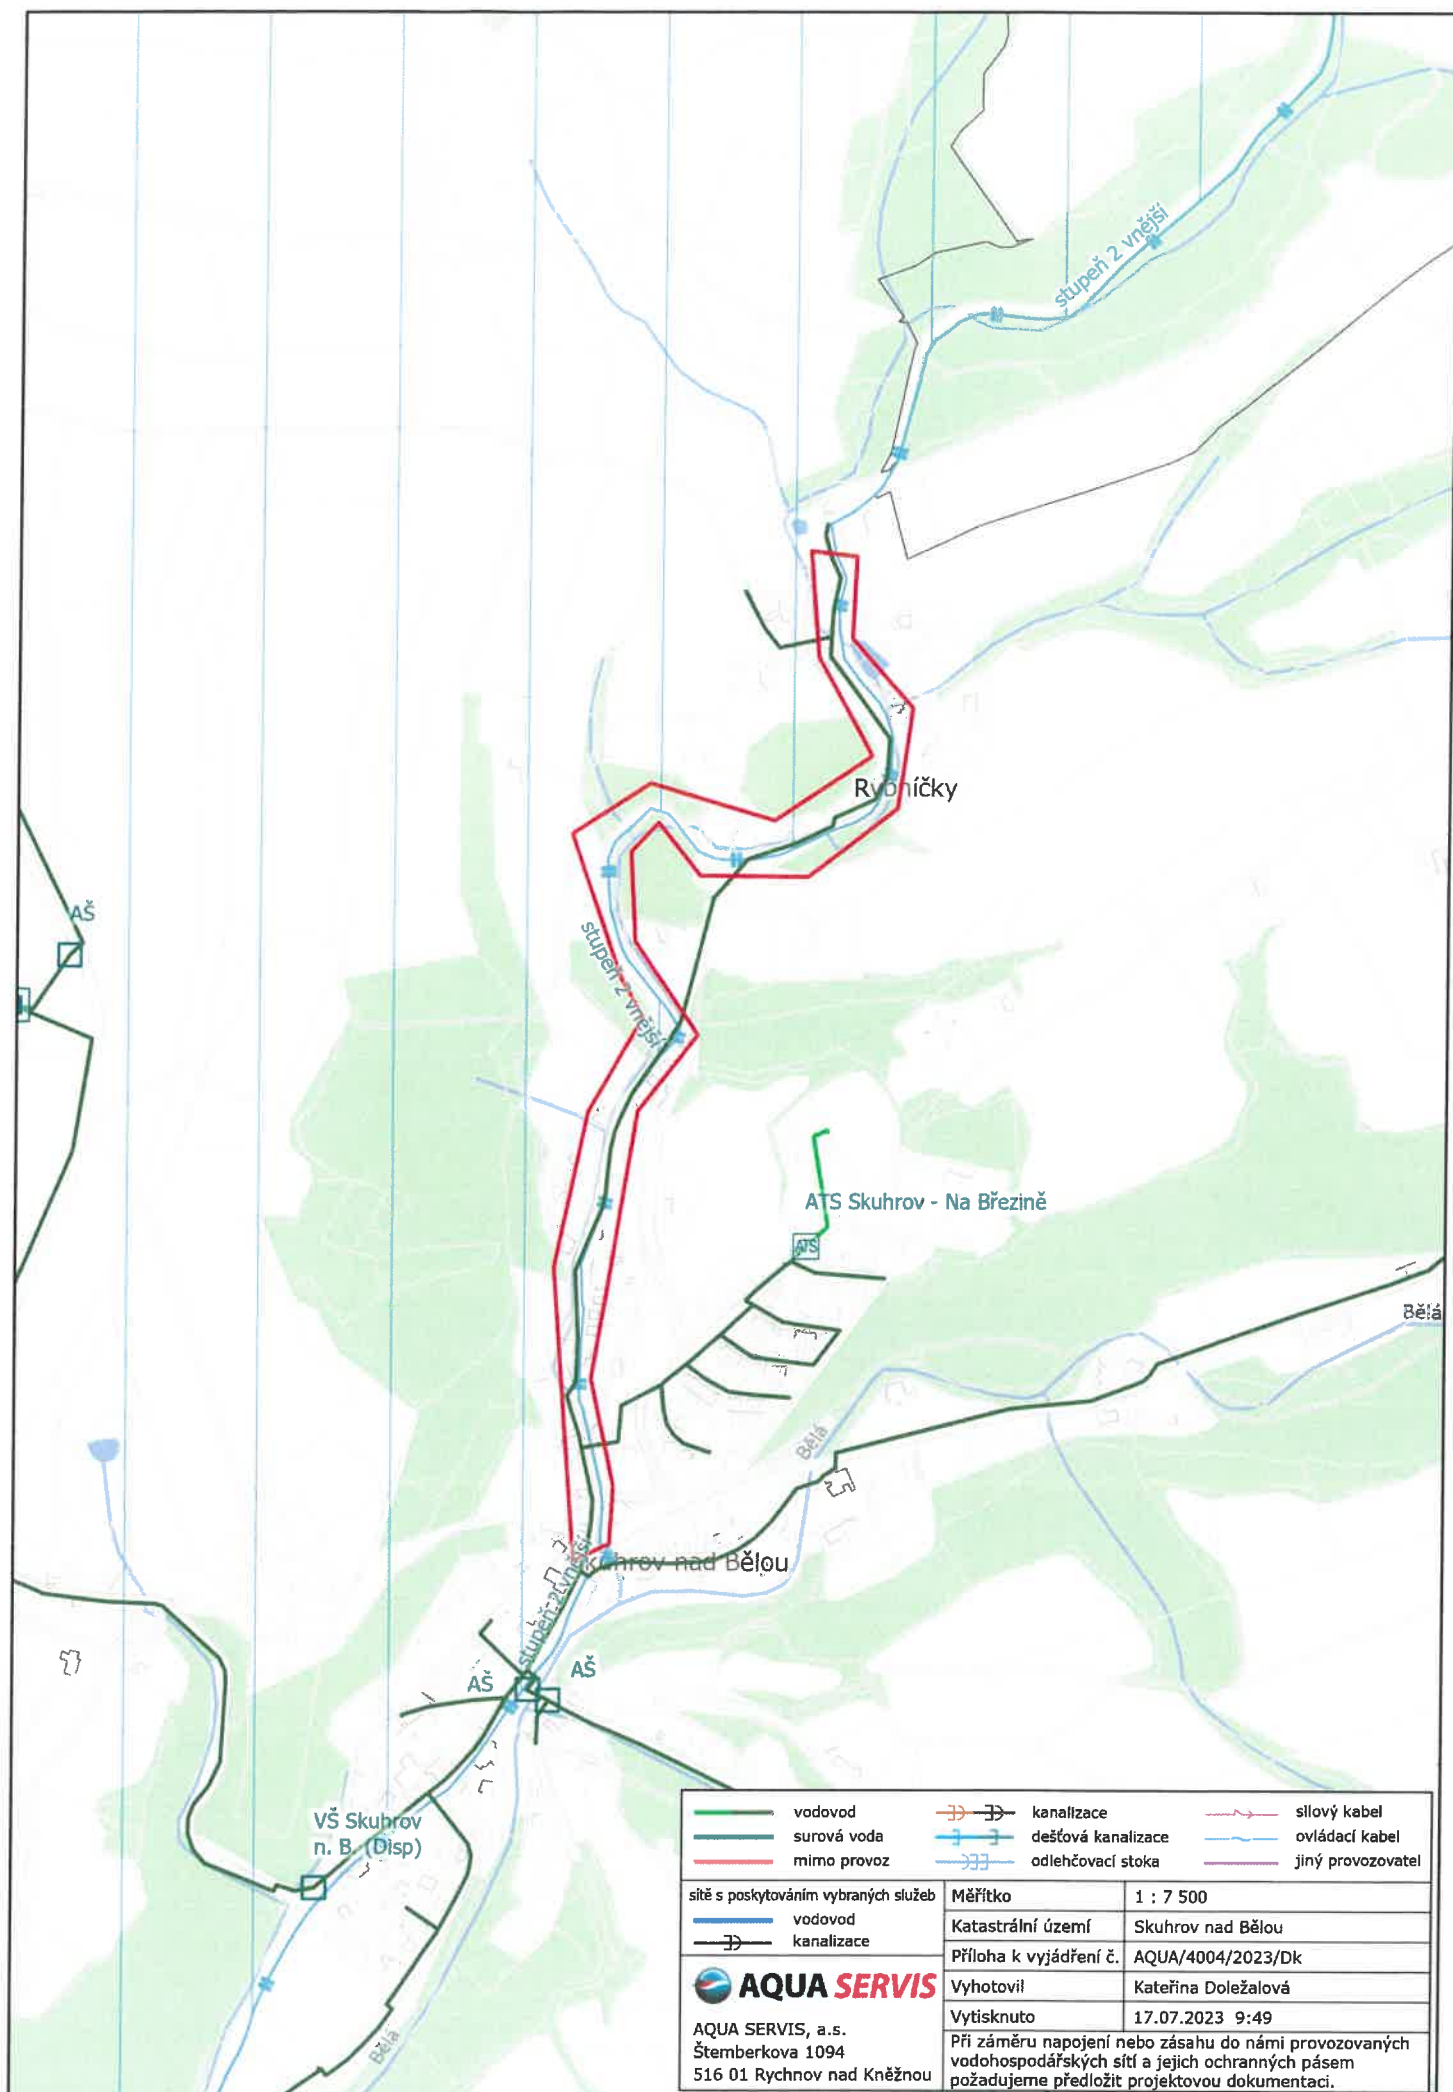 stupeň 2 vnější
Rybníčky
AŠ
stupeň 2 vnější
ATS Skuhrov - Na Březině
ATS
Bělá
Bělá
Skuhrov nad Bělou
stupeň 2 vnější
AŠ
AŠ
VŠ Skuhrov
n. B. (Disp)
Bělá
vodovod
kanalizace
silový kabel
surová voda
dešťová kanalizace
ovládací kabel
mimo provoz
odlehčovací stoka
jiný provozovatel
sítě s poskytováním vybraných služeb
vodovod
kanalizace
Měřítko 1 : 7 500
Katastrální území Skuhrov nad Bělou
Příloha k vyjádření č. AQUA/4004/2023/Dk
Vyhotovil Kateřina Doležalová
Vytisknuto 17.07.2023 9:49
AQUA SERVIS
AQUA SERVIS, a.s.
Štemberkova 1094
516 01 Rychnov nad Kněžnou
Při záměru napojení nebo zásahu do námi provozovaných
vodohospodářských sítí a jejich ochranných pásem
požadujeme předložit projektovou dokumentaci.